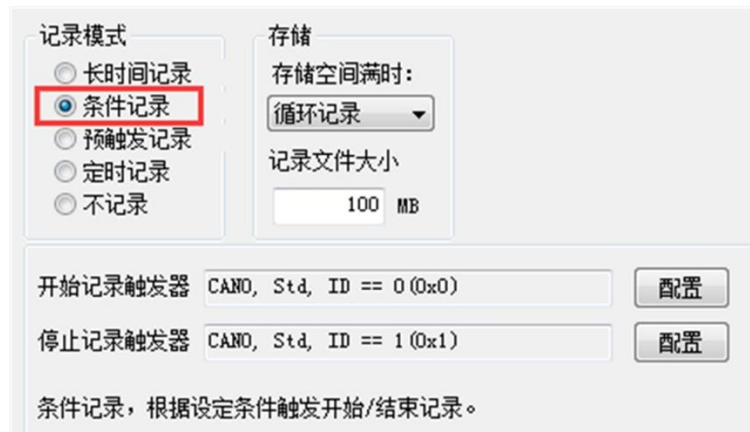 记录模式
长时间记录
条件记录
预触发记录
定时记录
不记录
存储
存储空间满时:
循环记录
记录文件大小
100 MB
开始记录触发器 CAN0, Std, ID == 0(0x0) 配置
停止记录触发器 CAN0, Std, ID == 1(0x1) 配置
条件记录，根据设定条件触发开始/结束记录。